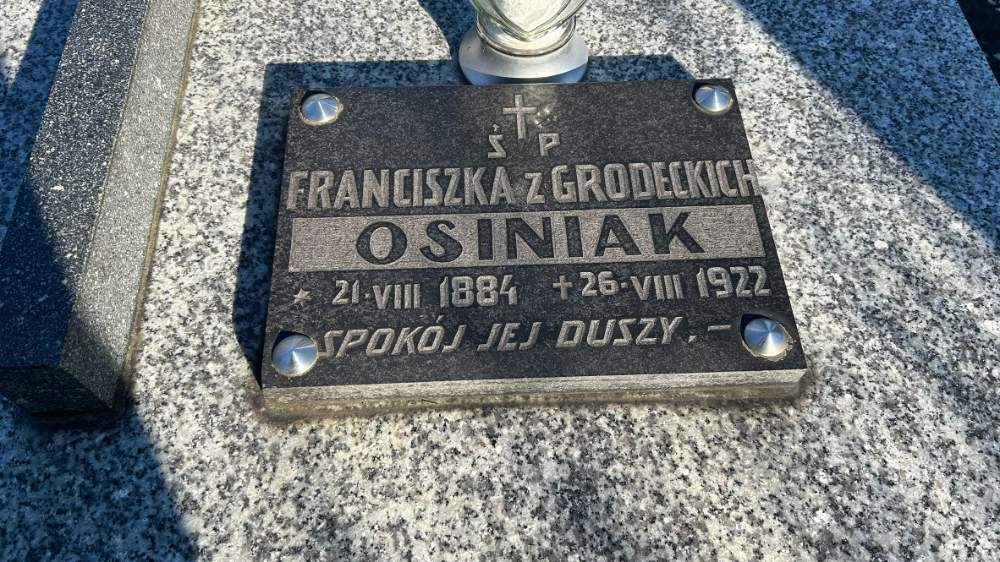 Ś P
FRANCISZKA Z GRODECKICH
OSINIAK
* 21·VIII 1884 +26·VIII 1922
SPOKÓJ JEJ DUSZY.–